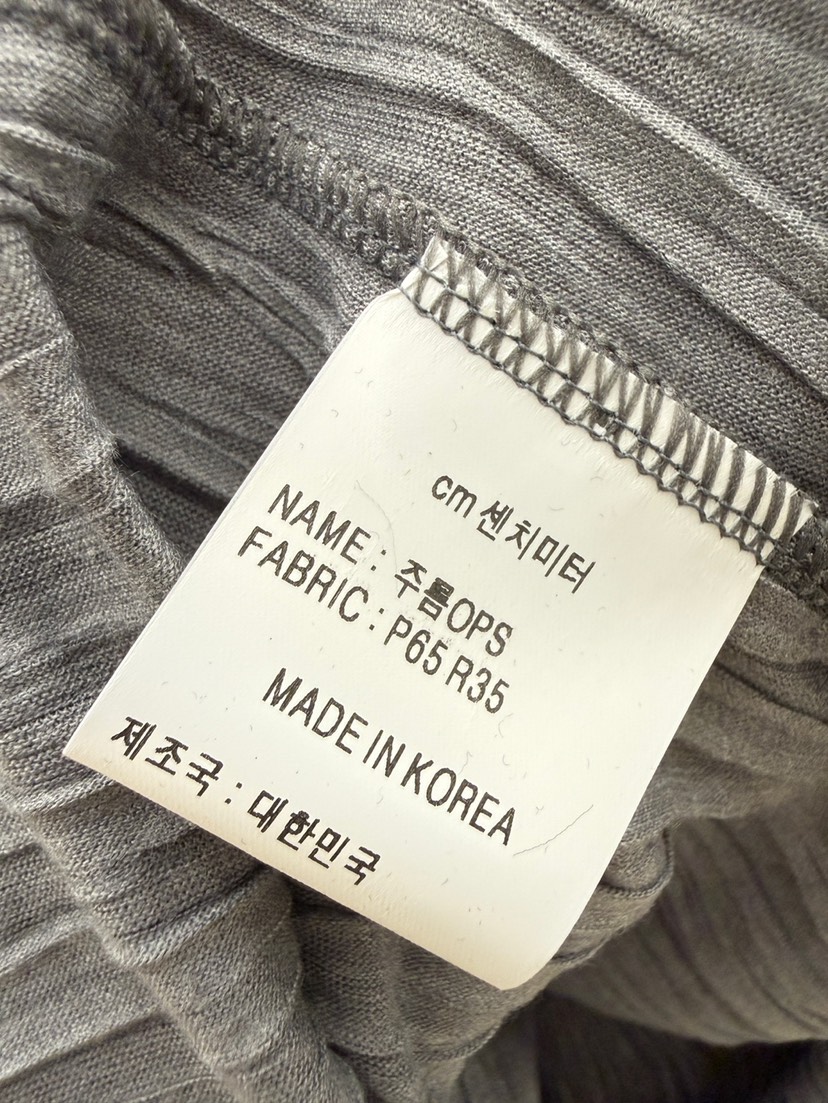 cm 센치미터
NAME : 주름OPS
FABRIC : P65 R35
MADE IN KOREA
제조국 : 대한민국